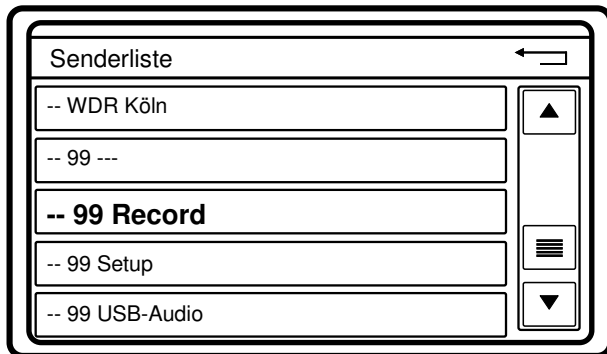 Senderliste
-- WDR Köln
-- 99 ---
-- 99 Record
-- 99 Setup
-- 99 USB-Audio